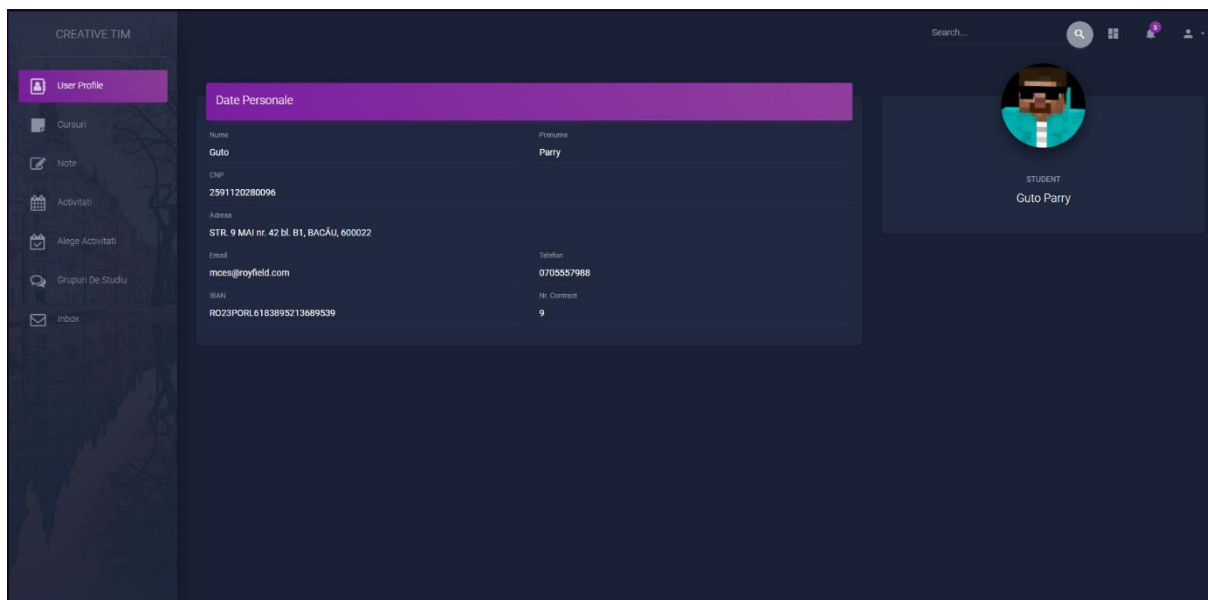 CREATIVE TIM
Search...
5
User Profile
Cursuri
Note
Activitati
Alege Activitati
Grupuri De Studiu
Inbox
Date Personale
Nume Prenume
Guto Parry
CNP
2591120280096
Adresa
STR. 9 MAI nr. 42 bl. B1, BACĂU, 600022
Email Telefon
mces@royfield.com 0705557988
IBAN Nr. Contract
RO23PORL6183895213689539 9
STUDENT
Guto Parry